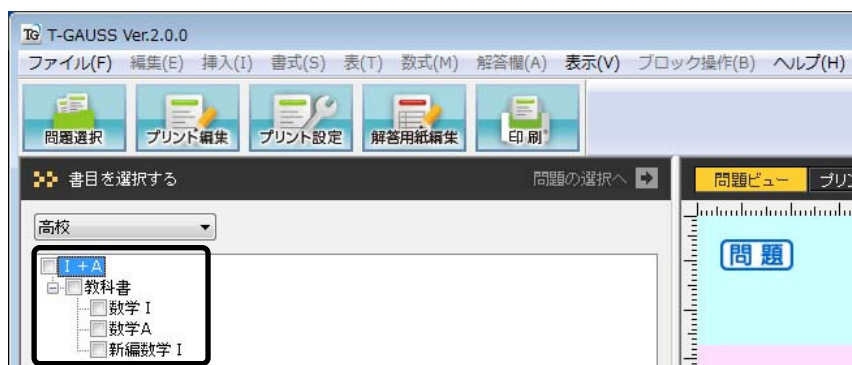 TG T-GAUSS Ver.2.0.0
ファイル(F) 編集(E) 挿入(I) 書式(S) 表(T) 数式(M) 解答欄(A) 表示(V) ブロック操作(B) ヘルプ(H)
問題選択 プリント編集 プリント設定 解答用紙編集 印刷
書目を選択する 問題の選択へ 問題ビュー プリン
高校
問題
I+A
教科書
数学I
数学A
新編数学I